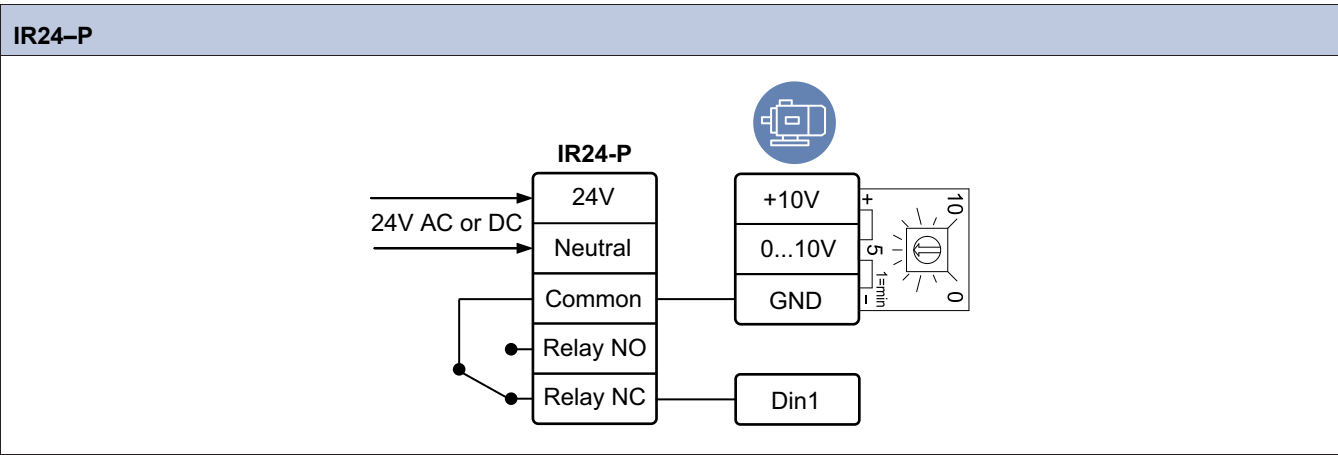 IR24–P
IR24-P
24V AC or DC
24V
Neutral
Common
Relay NO
Relay NC
+10V
0...10V
GND
Din1
+
-
10
5
0
1=min